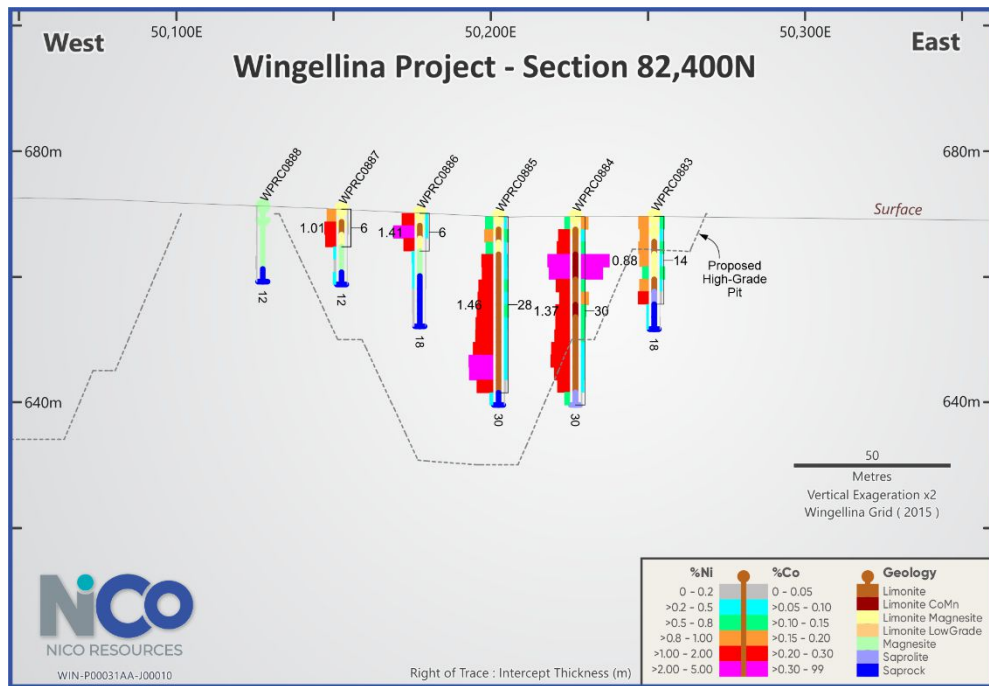 West
50,100E
50,200E
50,300E
East
Wingellina Project - Section 82,400N
680m
680m
WPRC0888
WPRC0887
WPRC0886
WPRC0885
WPRC0884
WPRC0883
Surface
1.01
6
1.41
6
0.88
14
Proposed
High-Grade
Pit
12
12
18
1.46
28
1.37
30
18
640m
640m
30
30
50
Metres
Vertical Exageration x2
Wingellina Grid ( 2015 )
NiCo
NICO RESOURCES
WIN-P00031AA-J00010
Right of Trace : Intercept Thickness (m)
%Ni %Co Geology
0 - 0.2 0 - 0.05 Limonite
>0.2 - 0.5 >0.05 - 0.10 Limonite CoMn
>0.5 - 0.8 >0.10 - 0.15 Limonite Magnesite
>0.8 - 1.00 >0.15 - 0.20 Limonite LowGrade
>1.00 - 2.00 >0.20 - 0.30 Magnesite
>2.00 - 5.00 >0.30 - 99 Saprolite
Saprock